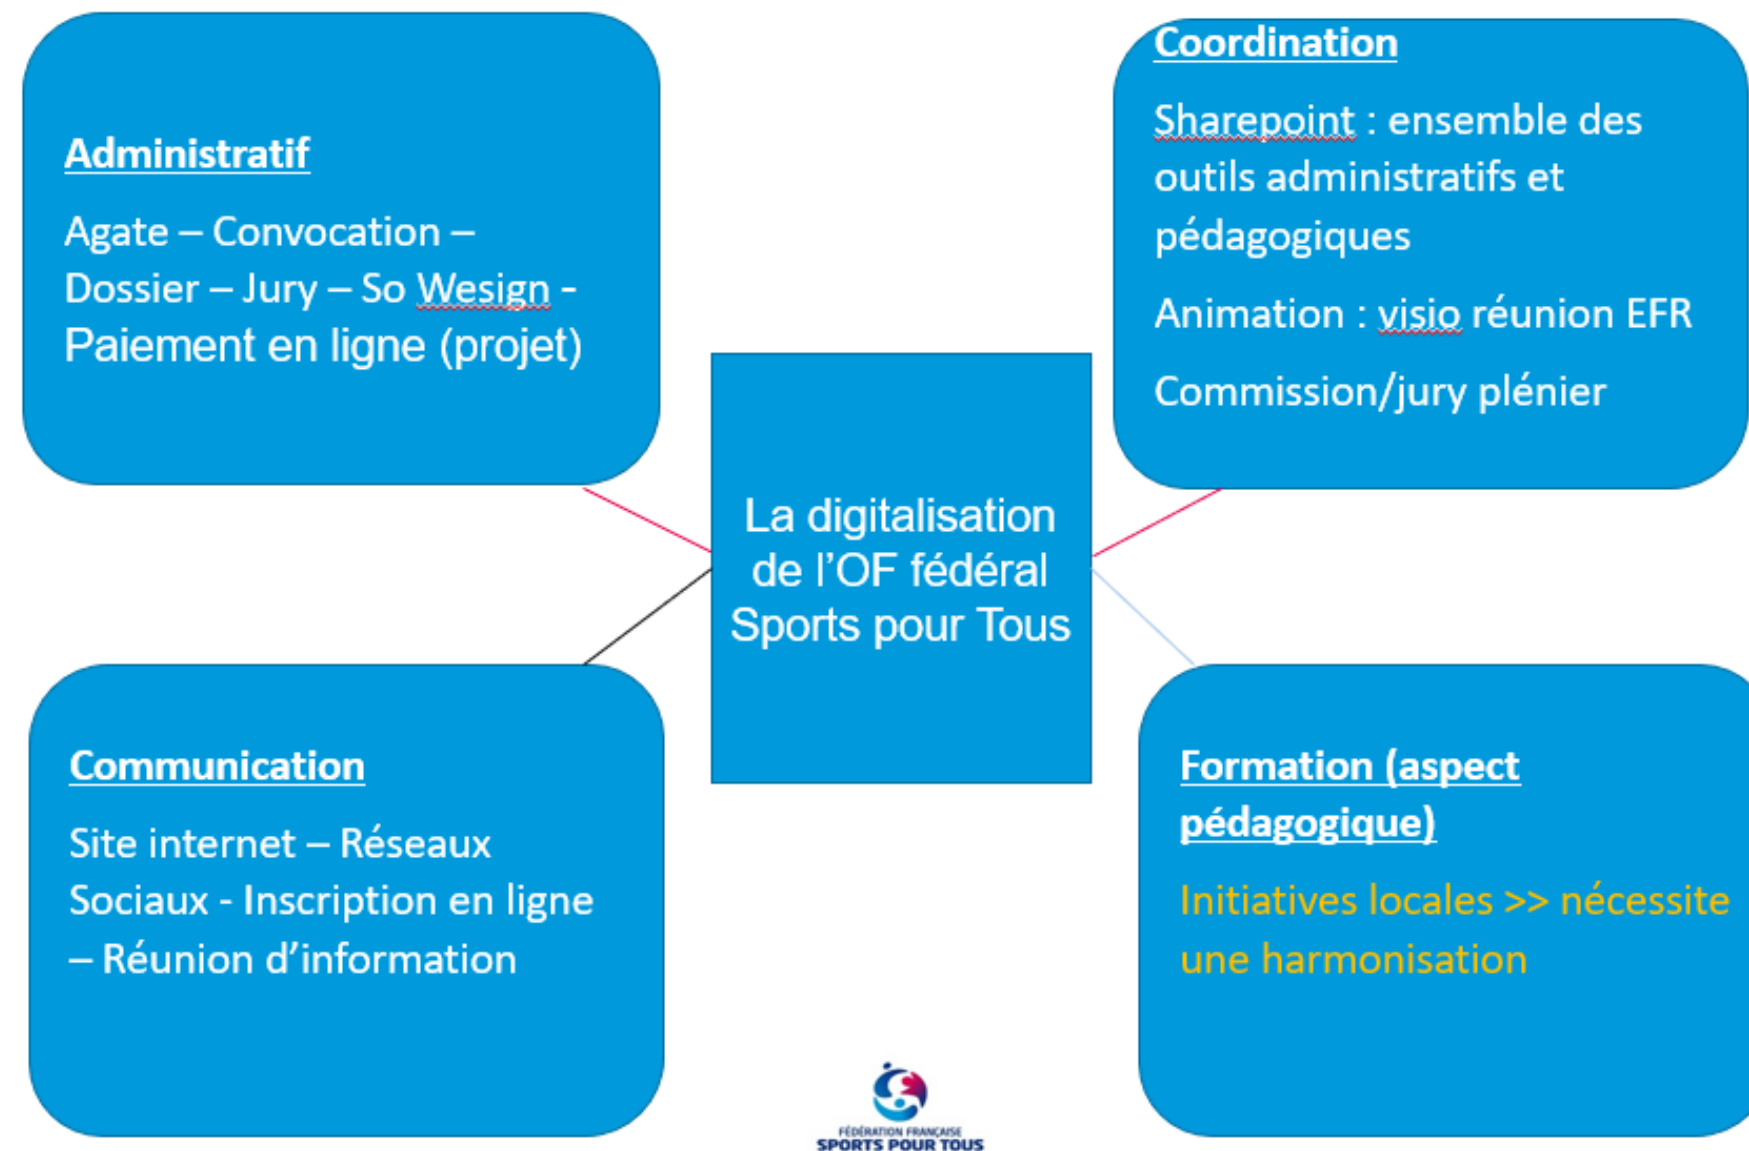 Administratif
Agate – Convocation –
Dossier – Jury – So Wesign -
Paiement en ligne (projet)
Coordination
Sharepoint : ensemble des
outils administratifs et
pédagogiques
Animation : visio réunion EFR
Commission/jury plénier
La digitalisation
de l’OF fédéral
Sports pour Tous
Communication
Site internet – Réseaux
Sociaux - Inscription en ligne
– Réunion d’information
Formation (aspect
pédagogique)
Initiatives locales >> nécessite
une harmonisation
FÉDÉRATION FRANÇAISE
SPORTS POUR TOUS